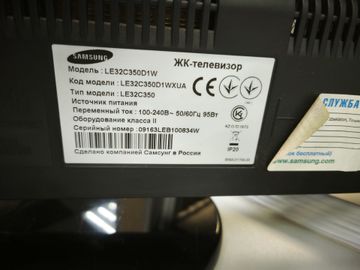 SAMSUNG
ЖК-телевизор
Модель : LE32C350D1W
Код модели : LE32C350D1WXUA
Тип модели : LE32C350
Источник питания
Переменный ток : 100-240В~ 50/60Гц 95Вт
Оборудование класса II
Серийный номер : 09163LEB100834W
Сделано компанией Самсунг в России
IP20
СЛУЖБА
www.samsung.com